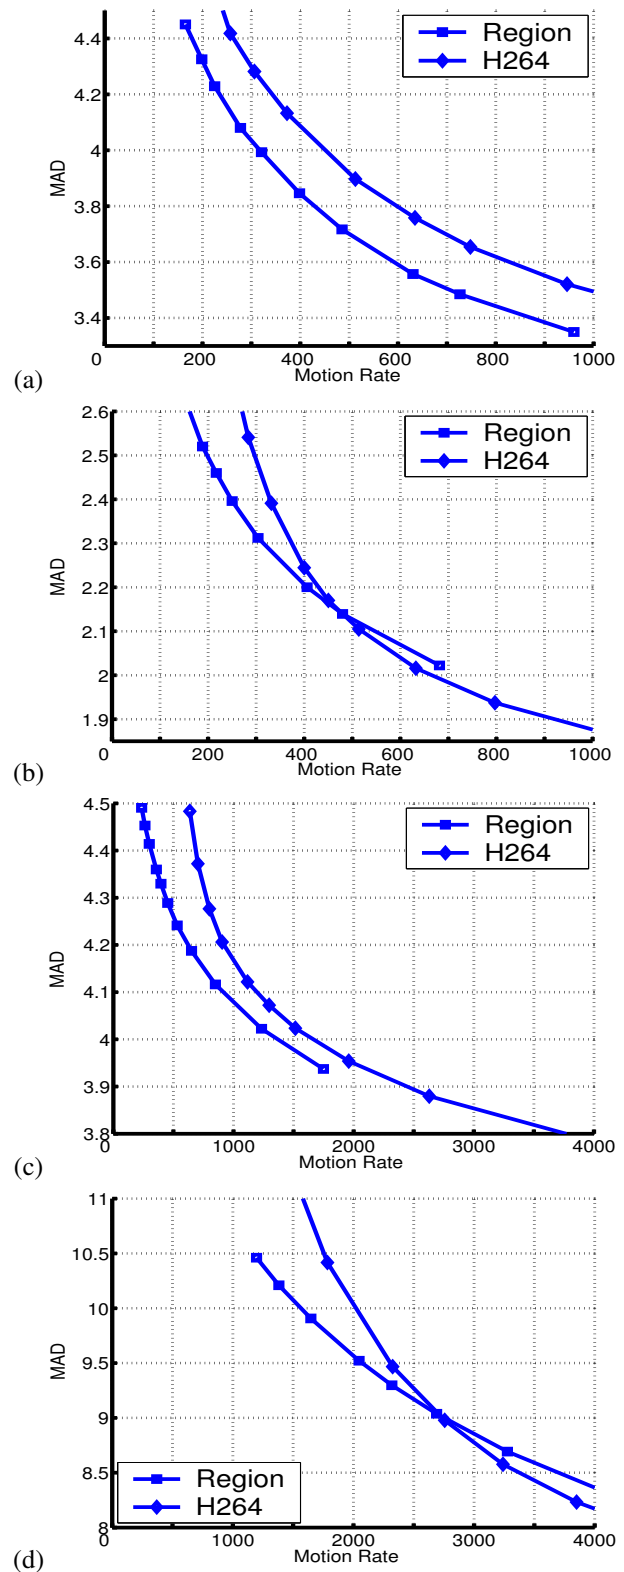 4.4
4.2
4
3.8
3.6
3.4
MAD
Region
H264
0 200 400 600 800 1000
Motion Rate
(a)
2.6
2.5
2.4
2.3
2.2
2.1
2
1.9
MAD
Region
H264
0 200 400 600 800 1000
Motion Rate
(b)
4.5
4.4
4.3
4.2
4.1
4
3.9
3.8
MAD
Region
H264
0 1000 2000 3000 4000
Motion Rate
(c)
11
10.5
10
9.5
9
8.5
8
MAD
Region
H264
0 1000 2000 3000 4000
Motion Rate
(d)